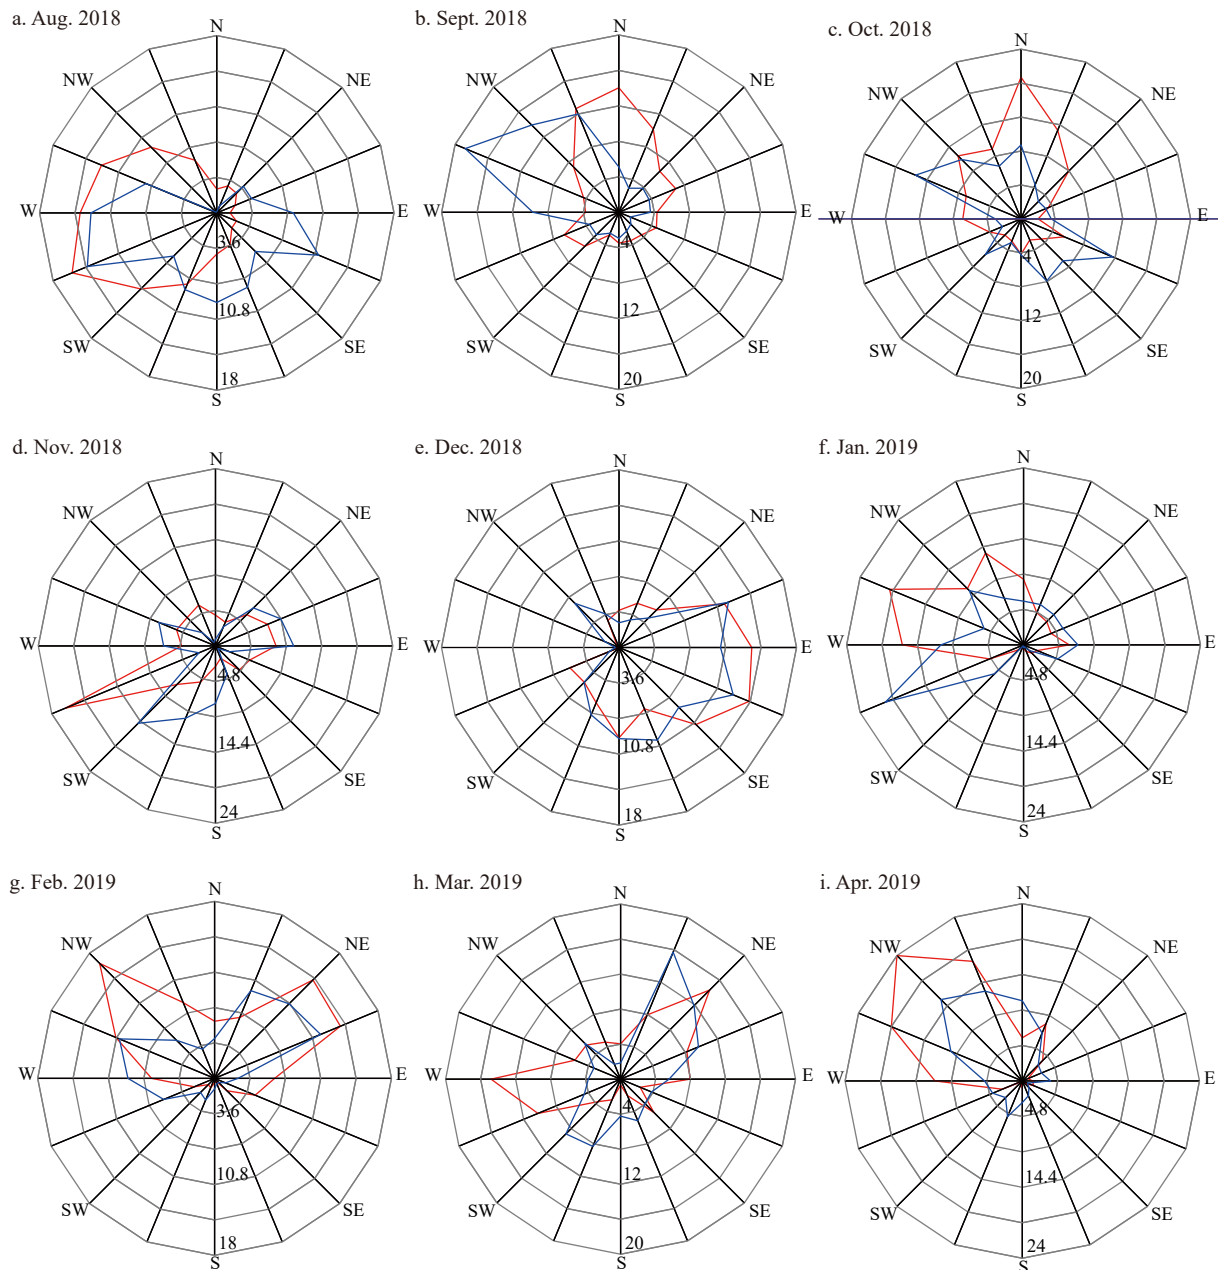 a. Aug. 2018
N
NW
NE
W
E
3.6
10.8
SW
SE
18
S
b. Sept. 2018
N
NW
NE
W
E
4
12
SW
SE
20
S
c. Oct. 2018
N
NW
NE
W
E
4
12
SW
SE
20
S
d. Nov. 2018
N
NW
NE
W
E
4.8
14.4
SW
SE
24
S
e. Dec. 2018
N
NW
NE
W
E
3.6
10.8
SW
SE
18
S
f. Jan. 2019
N
NW
NE
W
E
4.8
14.4
SW
SE
24
S
g. Feb. 2019
N
NW
NE
W
E
3.6
10.8
SW
SE
18
S
h. Mar. 2019
N
NW
NE
W
E
4
12
SW
SE
20
S
i. Apr. 2019
N
NW
NE
W
E
4.8
14.4
SW
SE
24
S